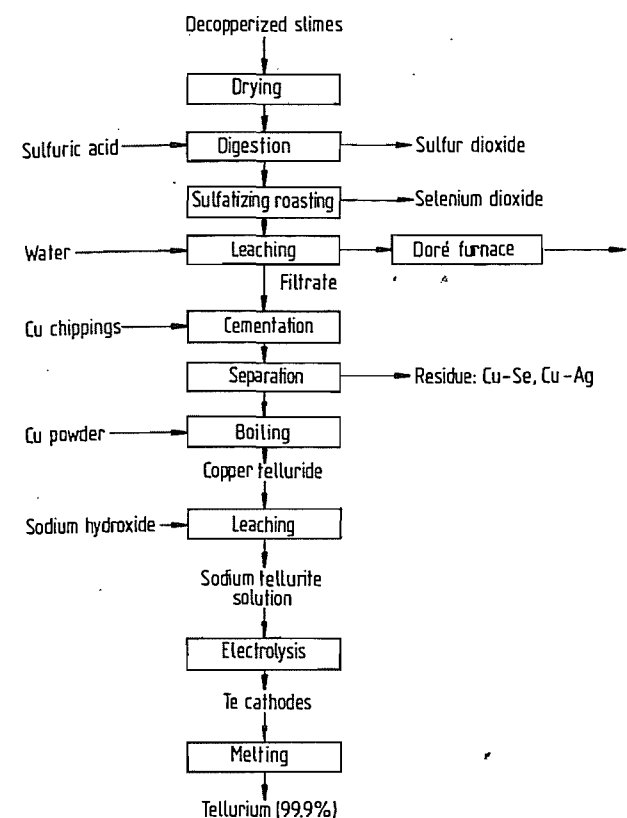 Decopperized slimes
Drying
Sulfuric acid
Digestion
Sulfur dioxide
Sulfatizing roasting
Selenium dioxide
Water
Leaching
Doré furnace
Filtrate
Cu chippings
Cementation
Separation
Residue: Cu-Se, Cu-Ag
Cu powder
Boiling
Copper telluride
Sodium hydroxide
Leaching
Sodium tellurite
solution
Electrolysis
Te cathodes
Melting
Tellurium (99.9%)